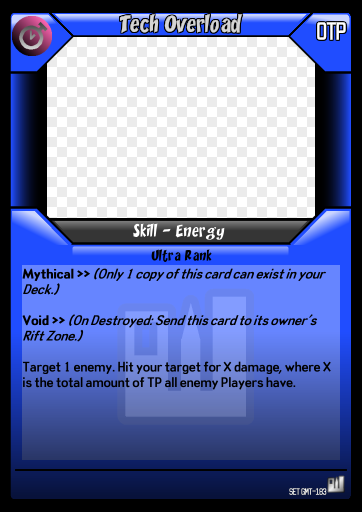 Tech Overload
0TP
Skill - Energy
Ultra Rank
Mythical >> (Only 1 copy of this card can exist in your
Deck.)
Void >> (On Destroyed: Send this card to its owner's
Rift Zone.)
Target 1 enemy. Hit your target for X damage, where X
is the total amount of TP all enemy Players have.
SET GMT-183